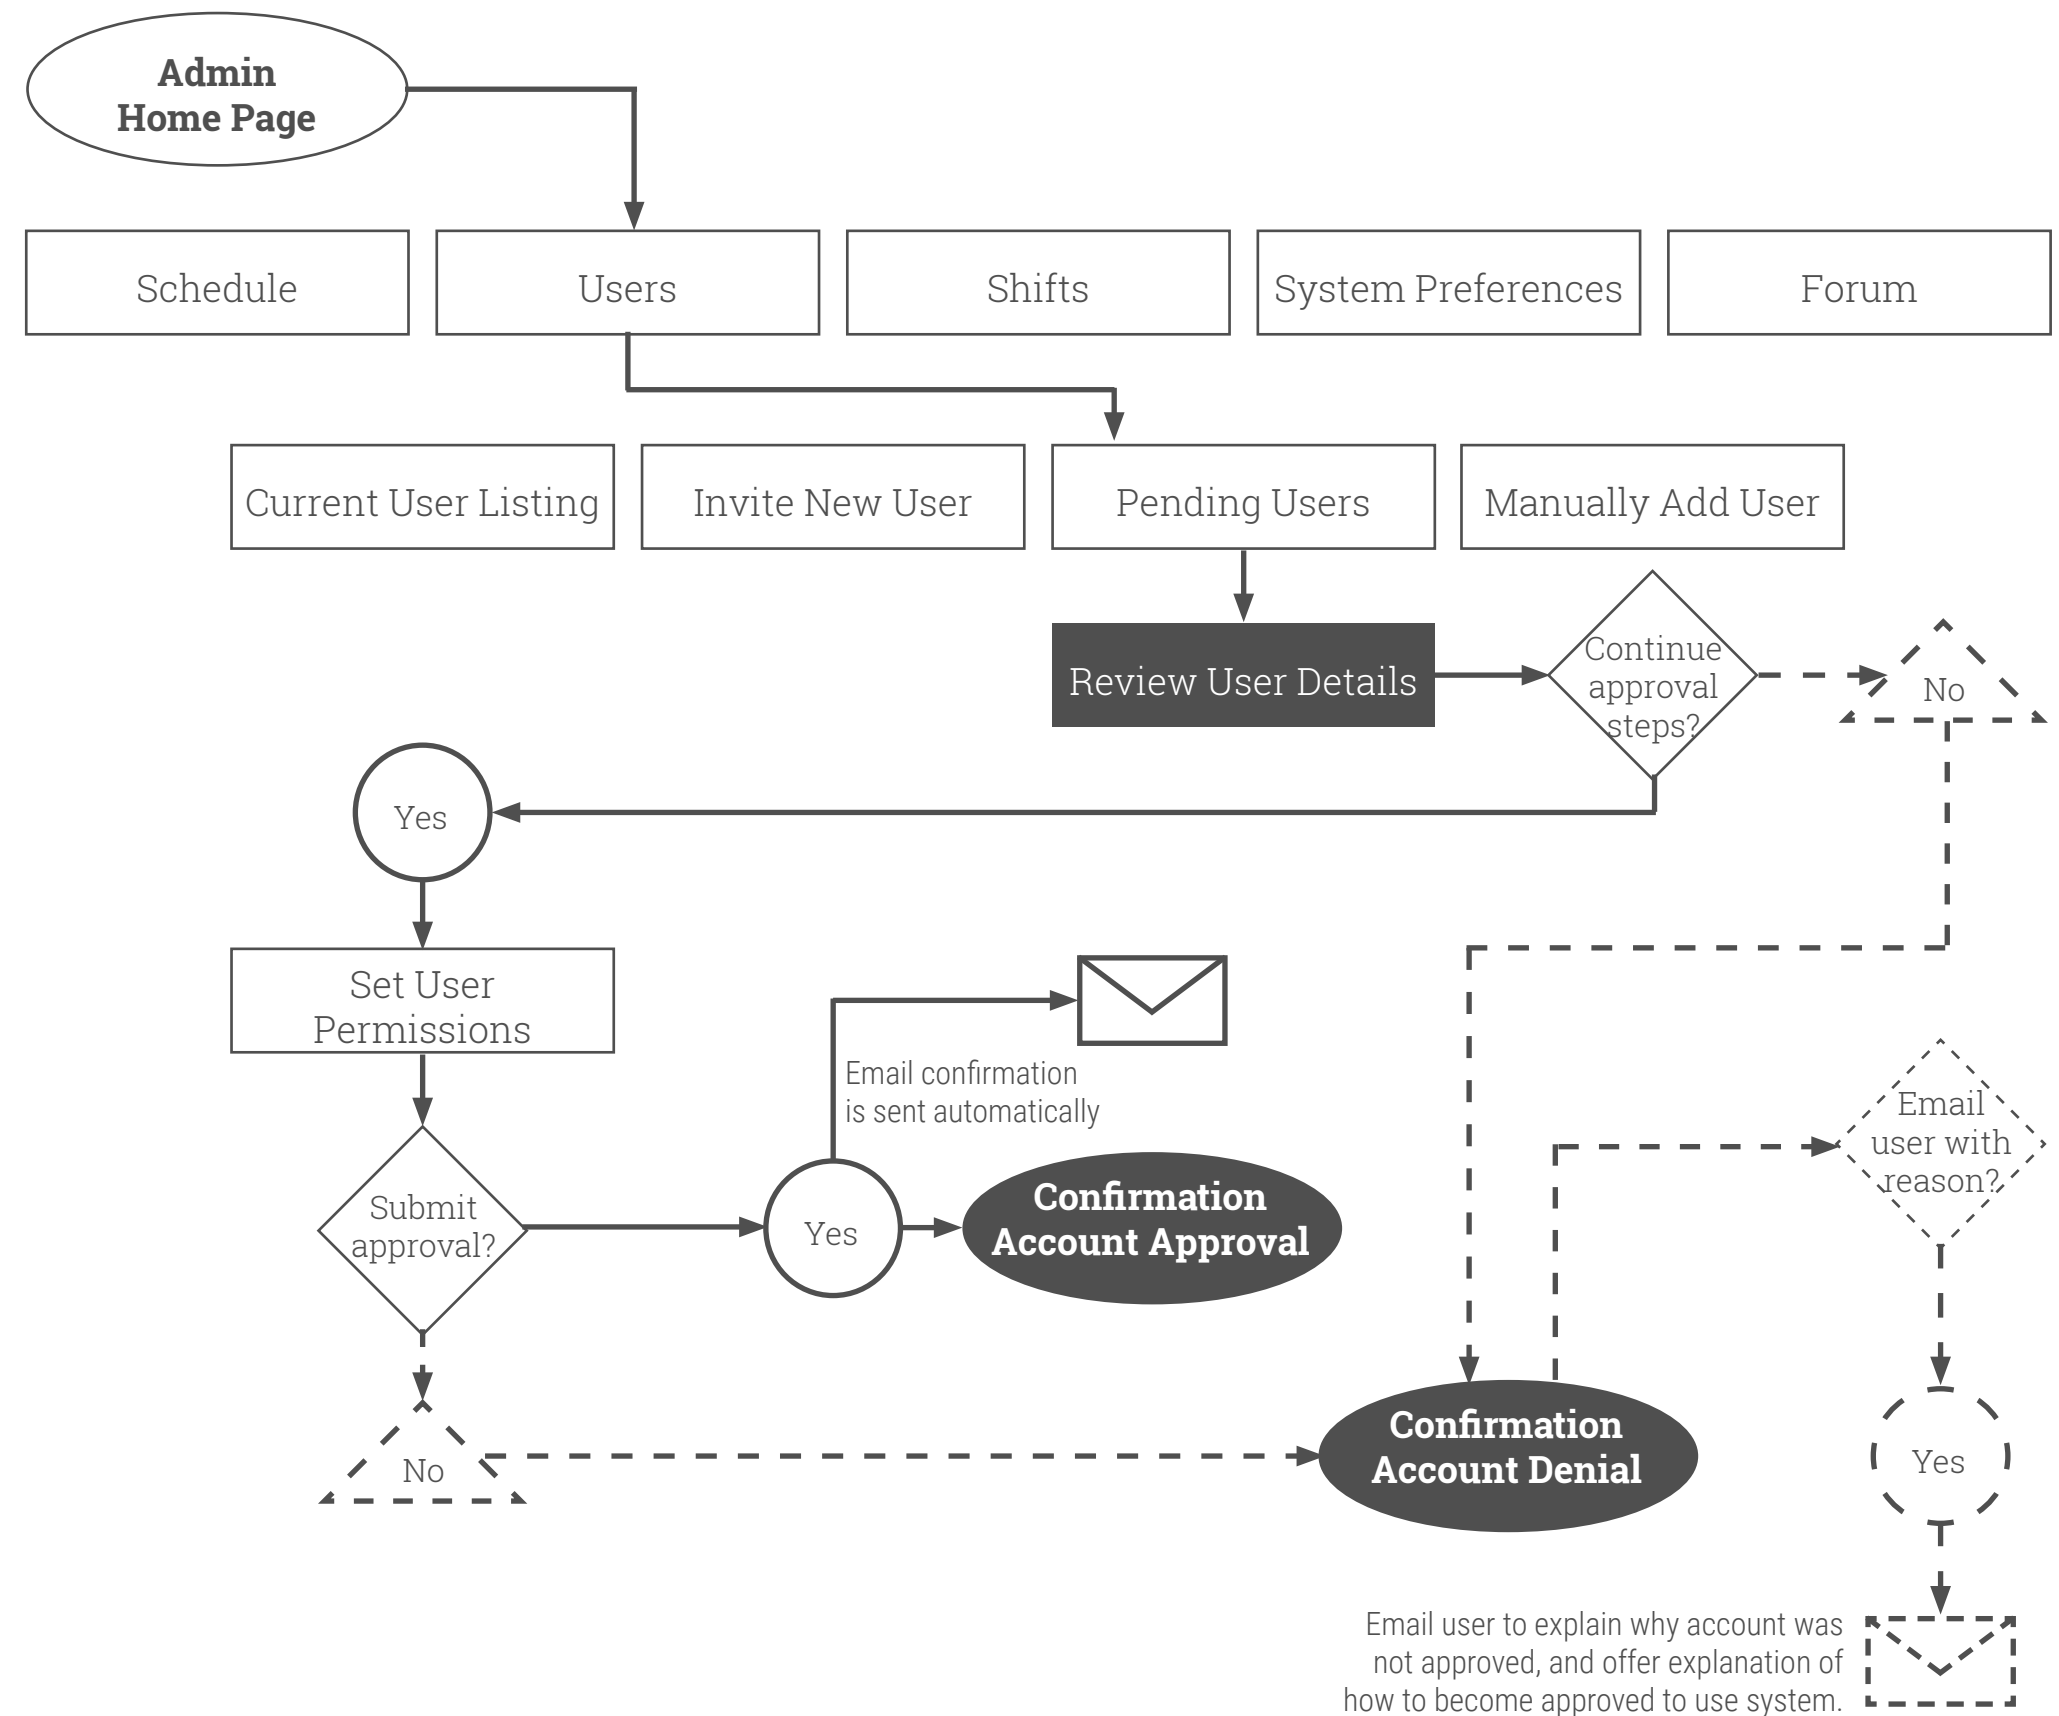 Admin
Home Page
Schedule
Users
Shifts
System Preferences
Forum
Current User Listing
Invite New User
Pending Users
Manually Add User
Review User Details
Continue
approval
steps?
No
Yes
Set User
Permissions
Email confirmation
is sent automatically
Submit
approval?
Yes
Confirmation
Account Approval
Email
user with
reason?
No
Confirmation
Account Denial
Yes
Email user to explain why account was
not approved, and offer explanation of
how to become approved to use system.